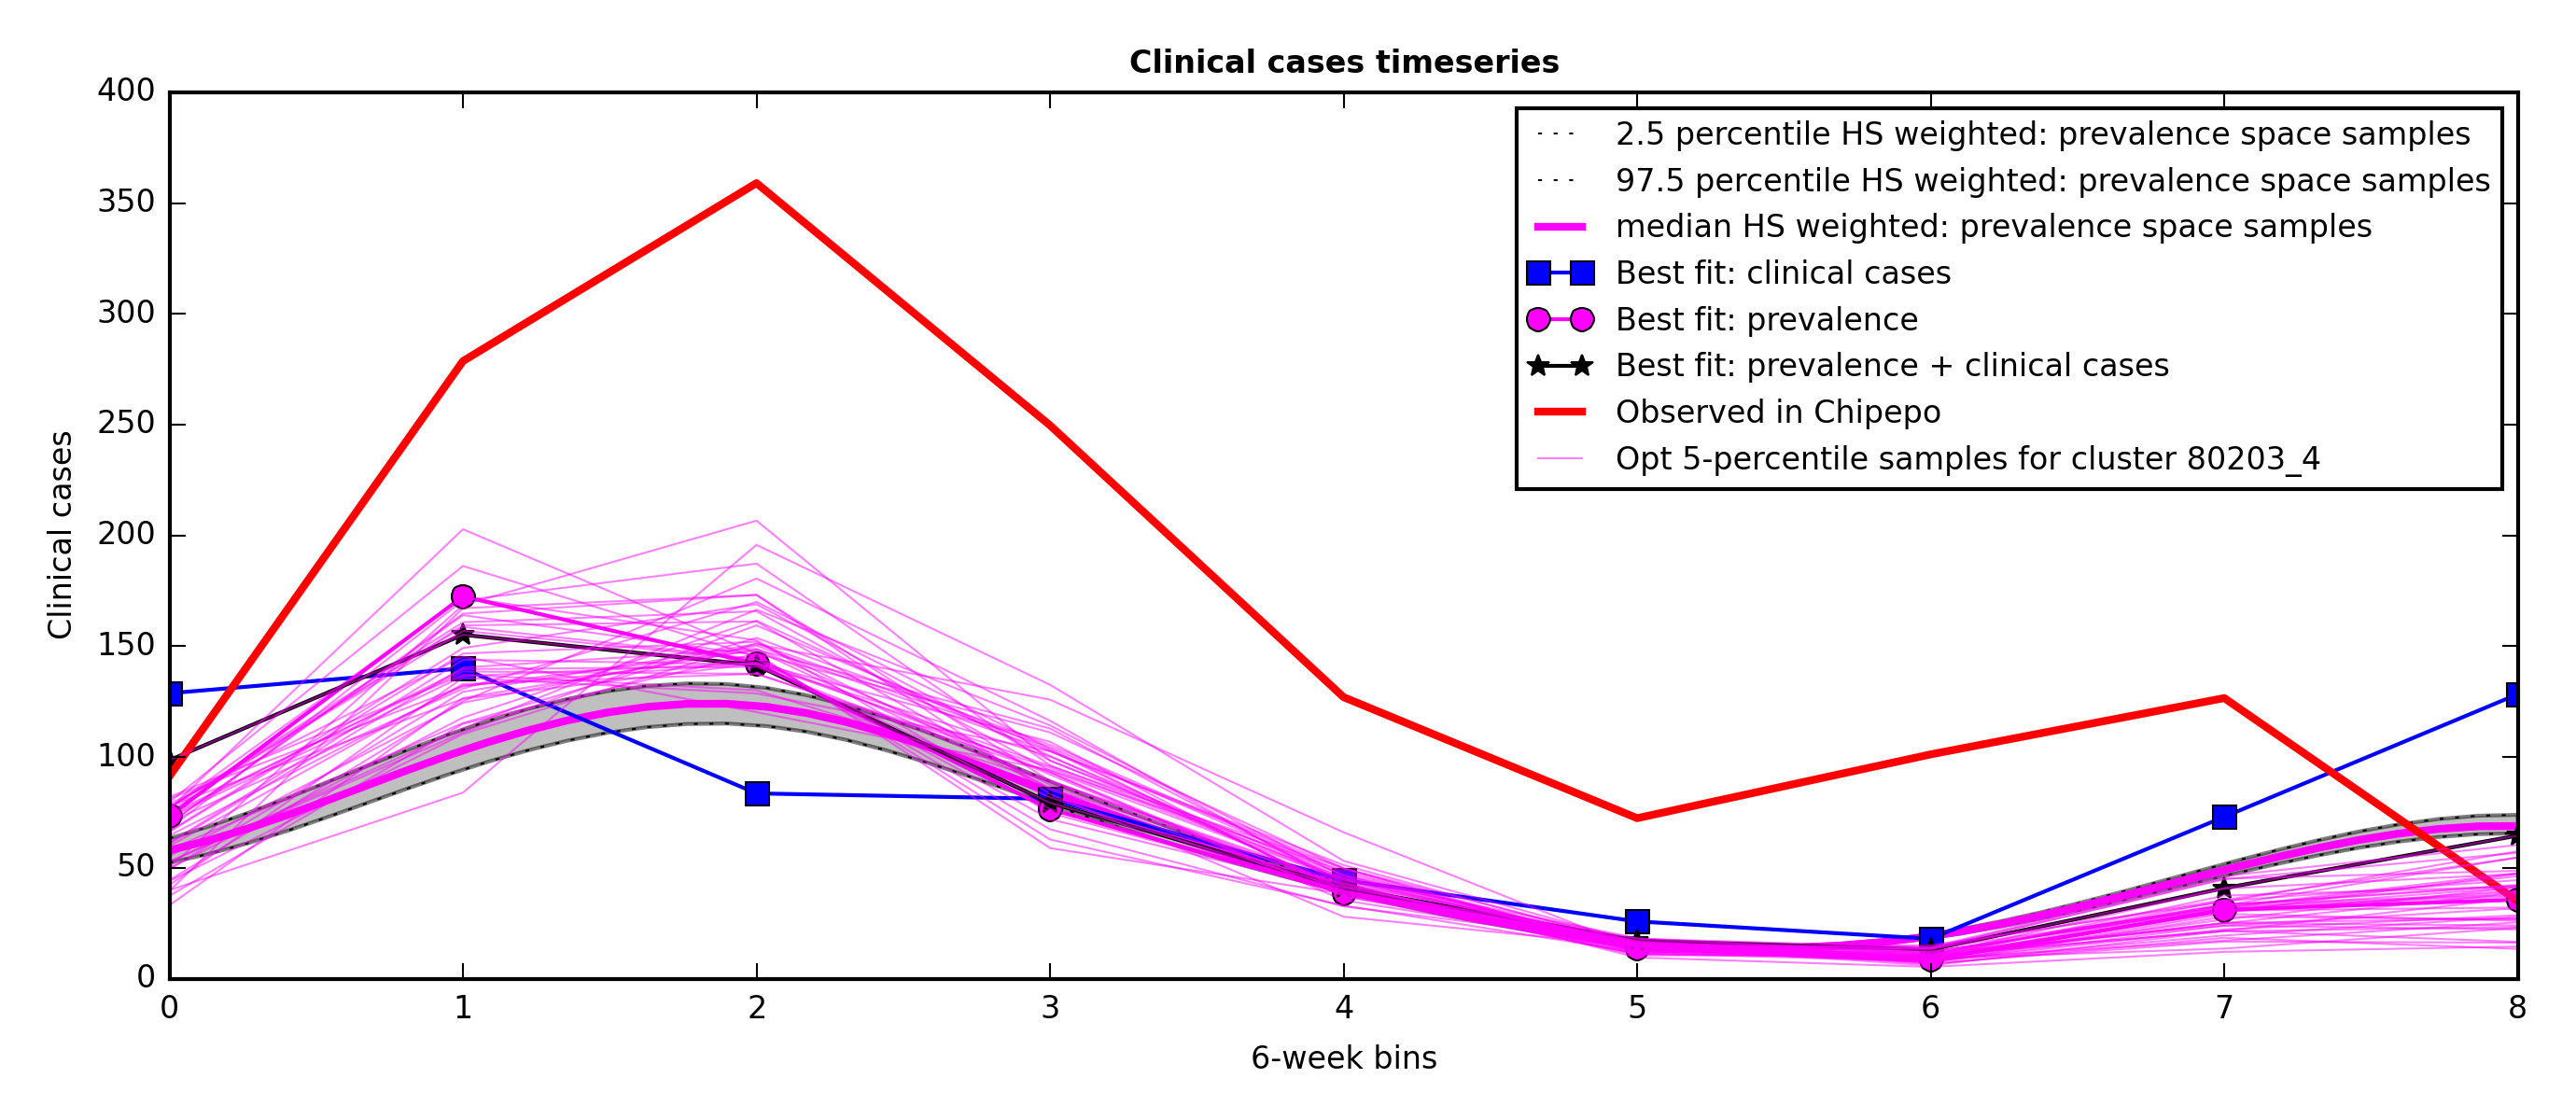 Clinical cases timeseries
400
350
300
250
200
150
100
50
0
Clinical cases
2.5 percentile HS weighted: prevalence space samples
97.5 percentile HS weighted: prevalence space samples
median HS weighted: prevalence space samples
Best fit: clinical cases
Best fit: prevalence
Best fit: prevalence + clinical cases
Observed in Chipepo
Opt 5-percentile samples for cluster 80203_4
0 1 2 3 4 5 6 7 8
6-week bins